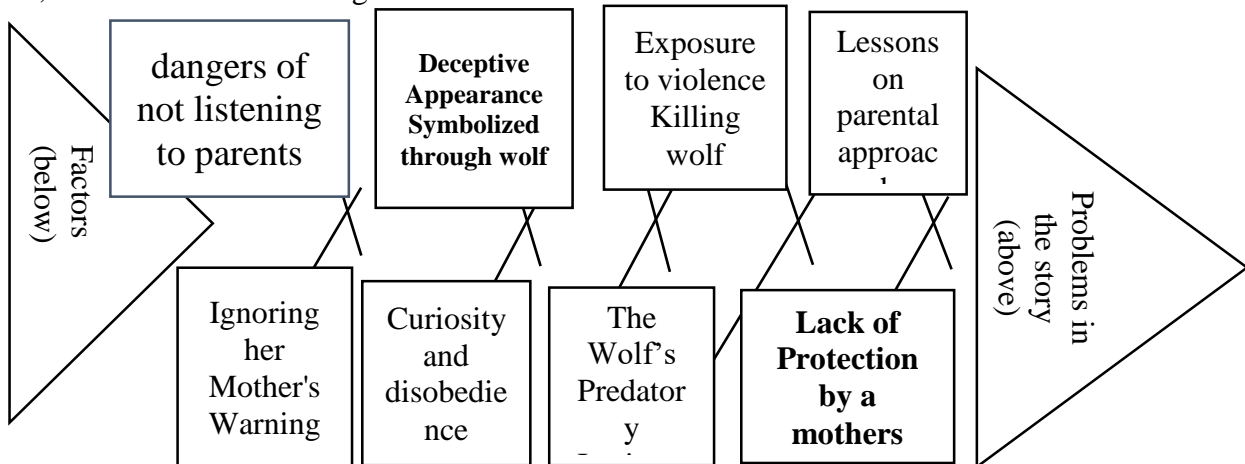 Factors
(below)
dangers of
not listening
to parents
Deceptive
Appearance
Symbolized
through wolf
Exposure
to violence
Killing
wolf
Lessons
on
parental
approac
Problems in
the story
(above)
Ignoring
her
Mother's
Warning
Curiosity
and
disobedie
nce
The
Wolf's
Predator
y
Lack of
Protection
by a
mothers